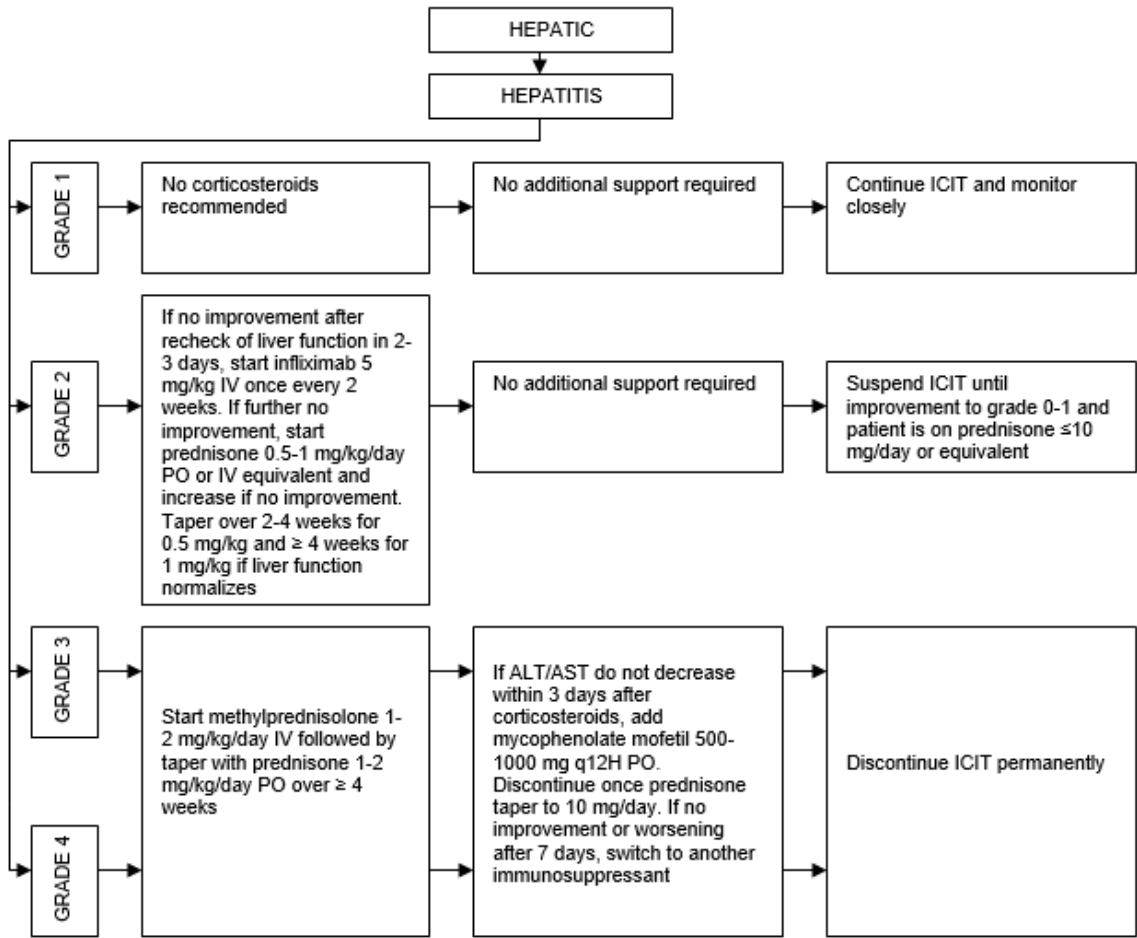 HEPATIC
HEPATITIS
GRADE 1
No corticosteroids
recommended
No additional support required
Continue ICIT and monitor
closely
GRADE 2
If no improvement after
recheck of liver function in 2-
3 days, start infliximab 5
mg/kg IV once every 2
weeks. If further no
improvement, start
prednisone 0.5-1 mg/kg/day
PO or IV equivalent and
increase if no improvement.
Taper over 2-4 weeks for
0.5 mg/kg and ≥ 4 weeks for
1 mg/kg if liver function
normalizes
No additional support required
Suspend ICIT until
improvement to grade 0-1 and
patient is on prednisone ≤10
mg/day or equivalent
GRADE 3
GRADE 4
Start methylprednisolone 1-
2 mg/kg/day IV followed by
taper with prednisone 1-2
mg/kg/day PO over ≥ 4
weeks
If ALT/AST do not decrease
within 3 days after
corticosteroids, add
mycophenolate mofetil 500-
1000 mg q12H PO.
Discontinue once prednisone
taper to 10 mg/day. If no
improvement or worsening
after 7 days, switch to another
immunosuppressant
Discontinue ICIT permanently